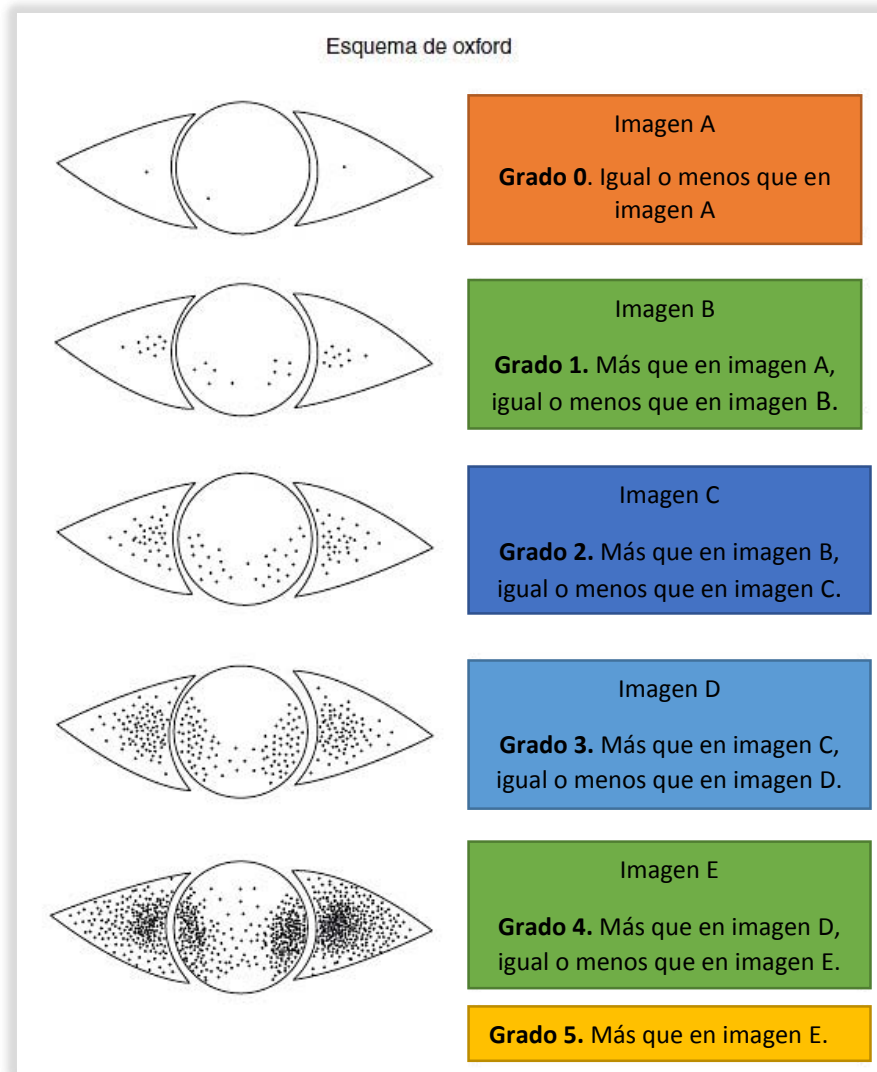 Esquema de oxford
Imagen A
Grado 0. Igual o menos que en
imagen A
Imagen B
Grado 1. Más que en imagen A,
igual o menos que en imagen B.
Imagen C
Grado 2. Más que en imagen B,
igual o menos que en imagen C.
Imagen D
Grado 3. Más que en imagen C,
igual o menos que en imagen D.
Imagen E
Grado 4. Más que en imagen D,
igual o menos que en imagen E.
Grado 5. Más que en imagen E.